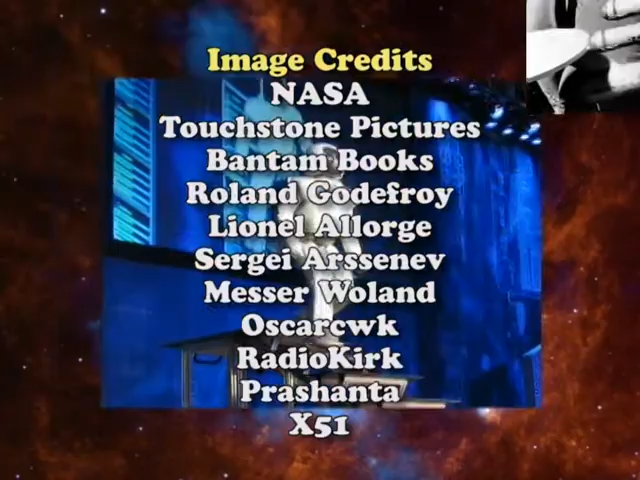 Image Credits
NASA
Touchstone Pictures
Bantam Books
Roland Godefroy
Lionel Allorge
Sergei Arssenev
Messer Woland
Oscarcwk
RadioKirk
Prashanta
X51